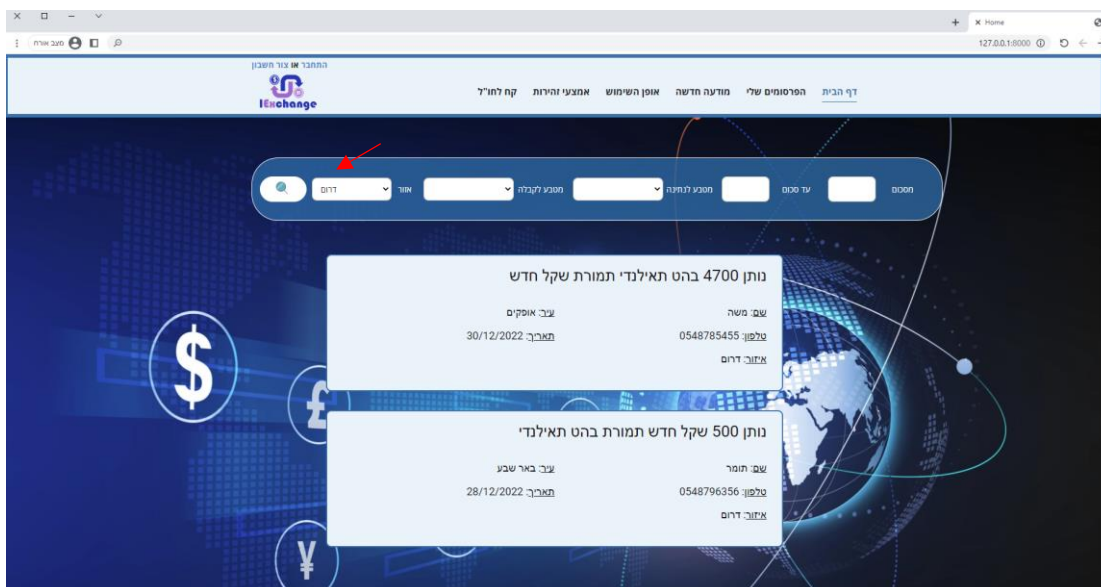 Home
127.0.0.1:8000
מצב אורח
התחבר או צור חשבון
IExchange
דף הבית
הפרסומים שלי
מודעה חדשה
אופן השימוש
אמצעי זהירות
קח לחו"ל
מסכום
עד סכום
מטבע לנתינה
מטבע לקבלה
אזור
דרום
נותן 4700 בהט תאילנדי תמורת שקל חדש
שם: משה
עיר: אופקים
טלפון: 0548785455
תאריך: 30/12/2022
איזור: דרום
נותן 500 שקל חדש תמורת בהט תאילנדי
שם: תומר
עיר: באר שבע
טלפון: 0548796356
תאריך: 28/12/2022
איזור: דרום
$
£
¥